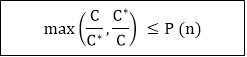 max(C/C*, C*/C) ≤ P (n)